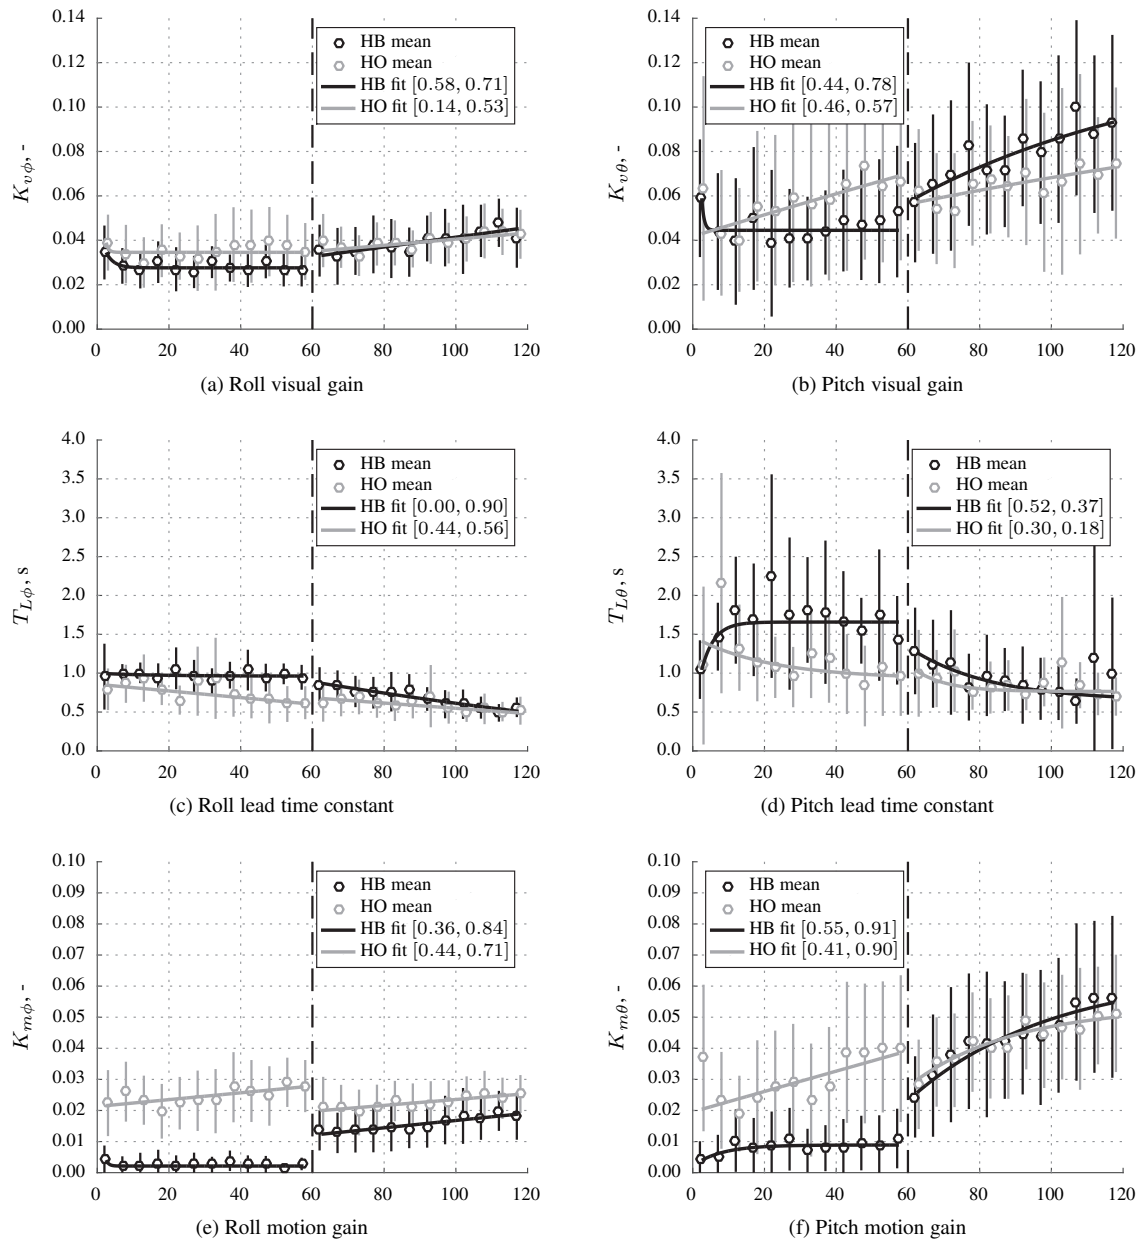 0.14
0.12
0.10
0.08
0.06
0.04
0.02
0.00
K_{vϕ}, -
HB mean
HO mean
HB fit [0.58, 0.71]
HO fit [0.14, 0.53]
0 20 40 60 80 100 120
(a) Roll visual gain
0.14
0.12
0.10
0.08
0.06
0.04
0.02
0.00
K_{vθ}, -
HB mean
HO mean
HB fit [0.44, 0.78]
HO fit [0.46, 0.57]
0 20 40 60 80 100 120
(b) Pitch visual gain
4.0
3.5
3.0
2.5
2.0
1.5
1.0
0.5
0.0
T_{Lϕ}, s
HB mean
HO mean
HB fit [0.00, 0.90]
HO fit [0.44, 0.56]
0 20 40 60 80 100 120
(c) Roll lead time constant
4.0
3.5
3.0
2.5
2.0
1.5
1.0
0.5
0.0
T_{Lθ}, s
HB mean
HO mean
HB fit [0.52, 0.37]
HO fit [0.30, 0.18]
0 20 40 60 80 100 120
(d) Pitch lead time constant
0.10
0.09
0.08
0.07
0.06
0.05
0.04
0.03
0.02
0.01
0.00
K_{mϕ}, -
HB mean
HO mean
HB fit [0.36, 0.84]
HO fit [0.44, 0.71]
0 20 40 60 80 100 120
(e) Roll motion gain
0.10
0.09
0.08
0.07
0.06
0.05
0.04
0.03
0.02
0.01
0.00
K_{mθ}, -
HB mean
HO mean
HB fit [0.55, 0.91]
HO fit [0.41, 0.90]
0 20 40 60 80 100 120
(f) Pitch motion gain